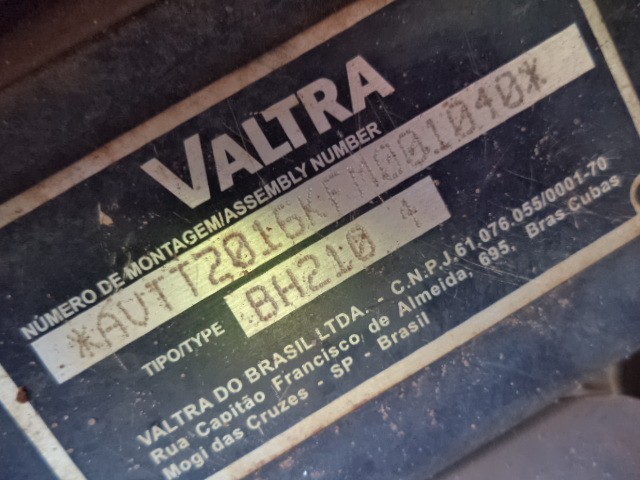 VALTRA
NÚMERO DE MONTAGEM/ASSEMBLY NUMBER
*AVTT2016KFM001040*
TIPO/TYPE BH210 4
VALTRA DO BRASIL LTDA. - C.N.P.J.61.076.055/0001-70
Rua Capitão Francisco de Almeida, 695, Bras Cubas
Mogi das Cruzes - SP - Brasil